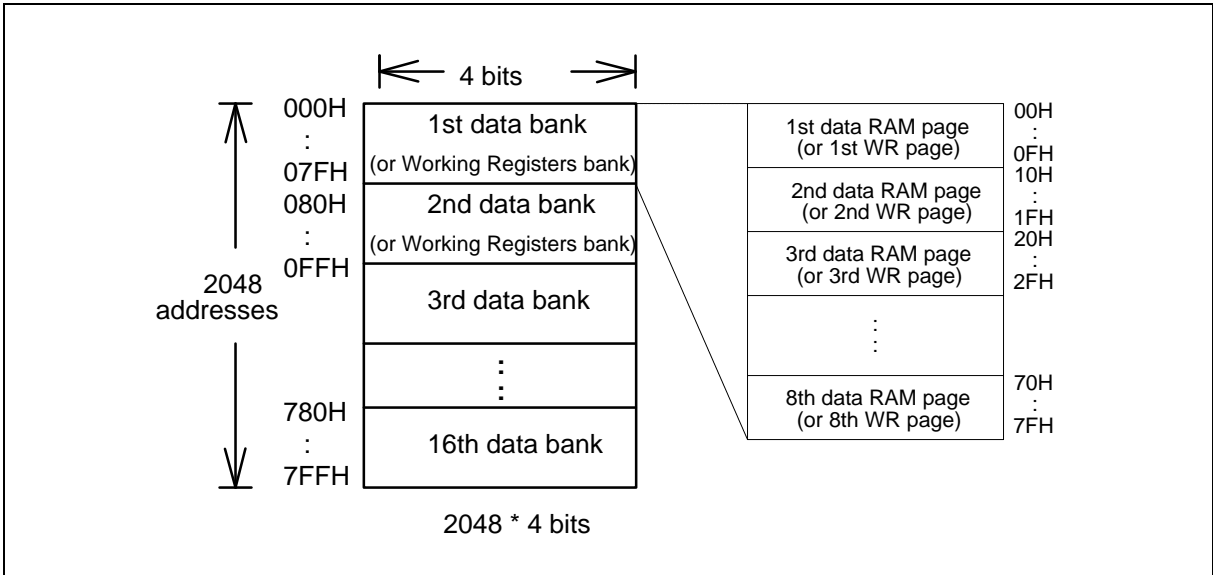 4 bits
000H
:
07FH
080H
:
0FFH
780H
:
7FFH
2048
addresses
1st data bank
(or Working Registers bank)
2nd data bank
(or Working Registers bank)
3rd data bank
:
:
16th data bank
2048 * 4 bits
1st data RAM page
(or 1st WR page)
00H
:
0FH
2nd data RAM page
(or 2nd WR page)
10H
:
1FH
3rd data RAM page
(or 3rd WR page)
20H
:
2FH
:
:
8th data RAM page
(or 8th WR page)
70H
:
7FH